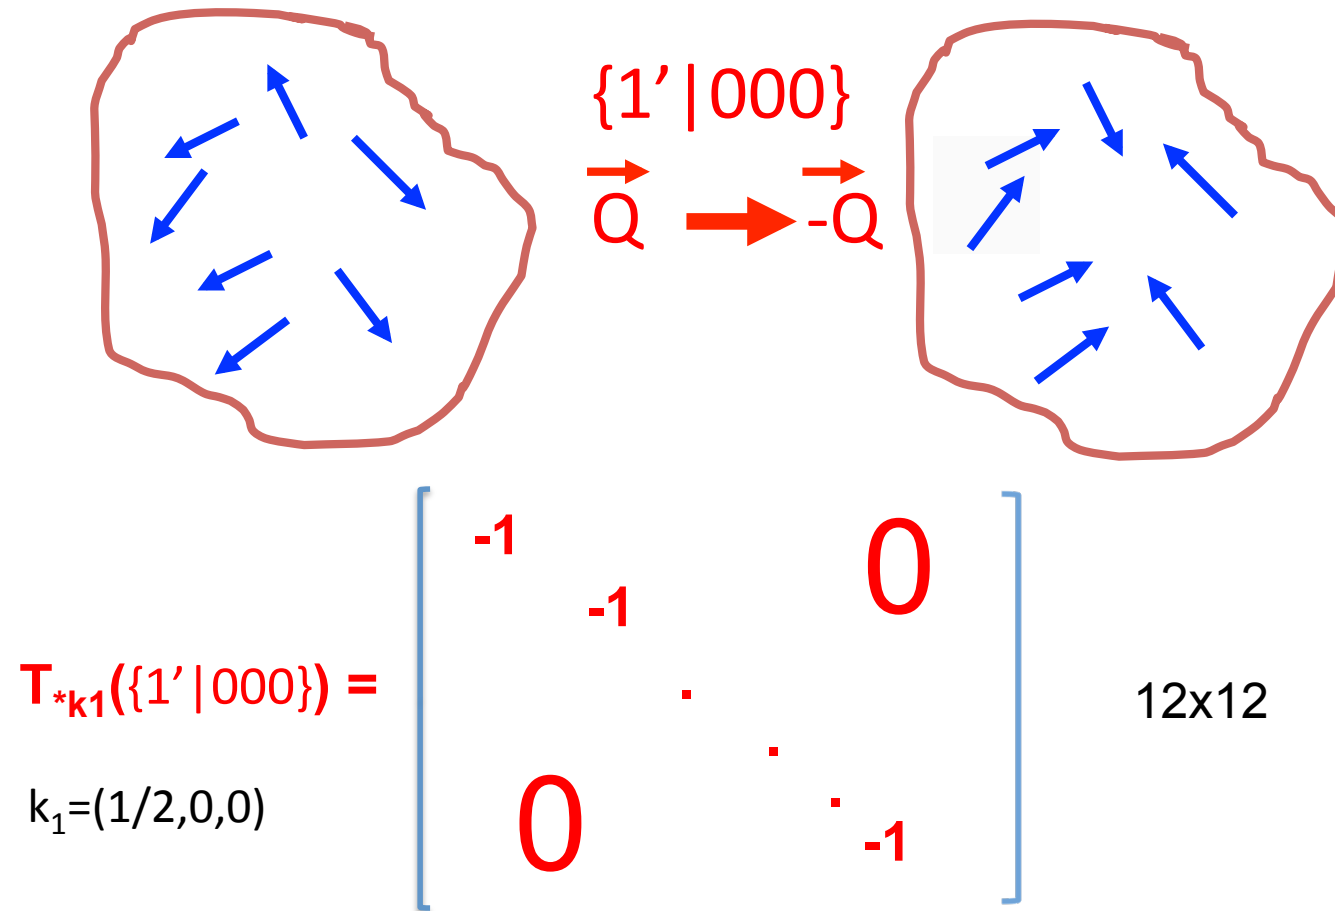 {1′|000}
Q -Q
-1 0
-1
T*k1({1′|000}) =
12x12
k1=(1/2,0,0)
0 -1